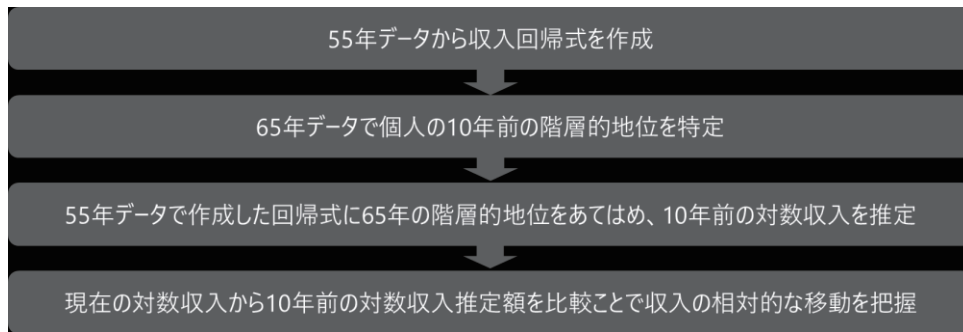 55年データから収入回帰式を作成
65年データで個人の10年前の階層的地位を特定
55年データで作成した回帰式に65年の階層的地位をあてはめ、10年前の対数収入を推定
現在の対数収入から10年前の対数収入推定額を比較ことで収入の相対的な移動を把握